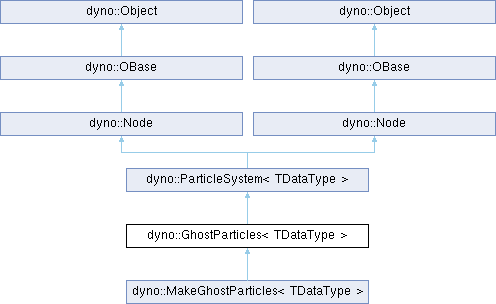 dyno::Object
dyno::Object
dyno::OBase
dyno::OBase
dyno::Node
dyno::Node
dyno::ParticleSystem< TDataType >
dyno::GhostParticles< TDataType >
dyno::MakeGhostParticles< TDataType >